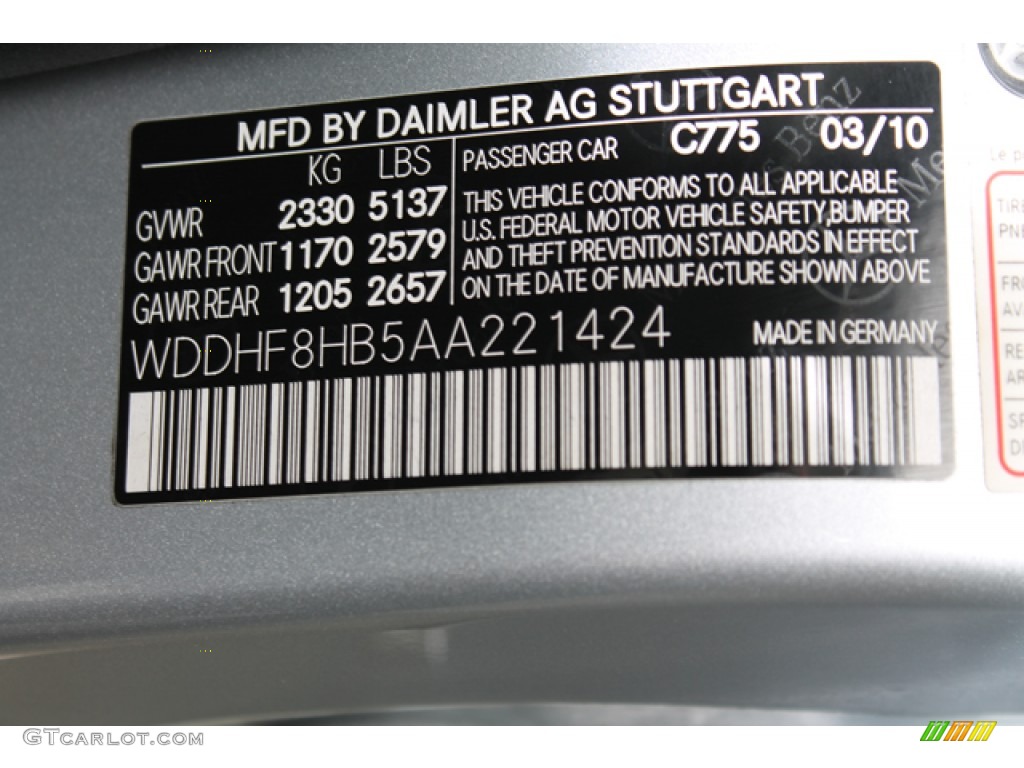 MFD BY DAIMLER AG STUTTGART
KG LBS
GVWR 2330 5137
GAWR FRONT 1170 2579
GAWR REAR 1205 2657
PASSENGER CAR C775 03/10
THIS VEHICLE CONFORMS TO ALL APPLICABLE
U.S. FEDERAL MOTOR VEHICLE SAFETY,BUMPER
AND THEFT PREVENTION STANDARDS IN EFFECT
ON THE DATE OF MANUFACTURE SHOWN ABOVE
WDDHF8HB5AA221424 MADE IN GERMANY
GTCARLOT.COM